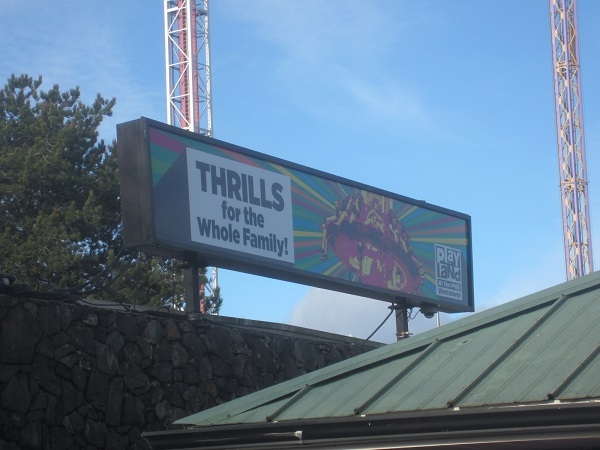 THRILLS
for the
Whole Family!
PLAY
LAND